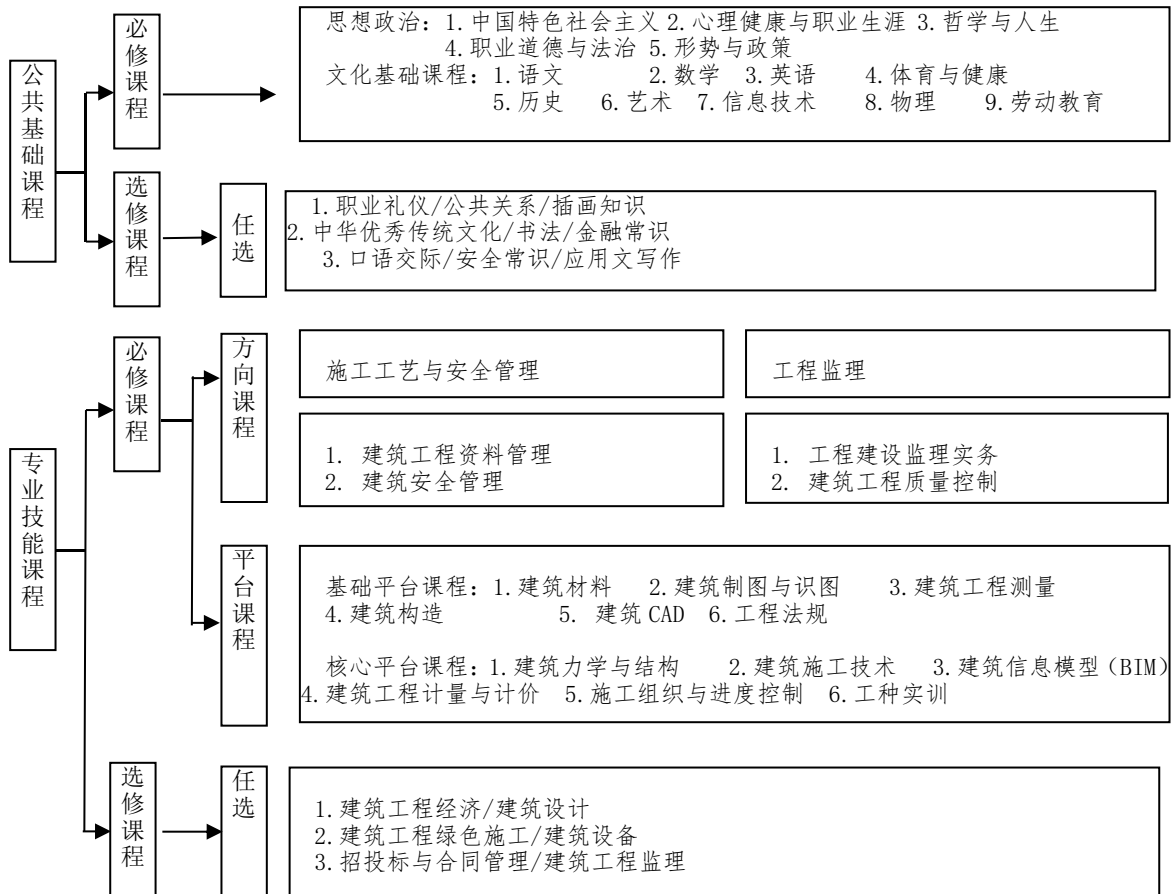 公共基础课程
必修课程
思想政治：1.中国特色社会主义 2.心理健康与职业生涯 3.哲学与人生
4.职业道德与法治 5.形势与政策
文化基础课程：1.语文 2.数学 3.英语 4.体育与健康
5.历史 6.艺术 7.信息技术 8.物理 9.劳动教育
选修课程
任选
1.职业礼仪/公共关系/插画知识
2.中华优秀传统文化/书法/金融常识
3.口语交际/安全常识/应用文写作
专业技能课程
必修课程
方向课程
施工工艺与安全管理
工程监理
1. 建筑工程资料管理
2. 建筑安全管理
1. 工程建设监理实务
2. 建筑工程质量控制
平台课程
基础平台课程：1.建筑材料 2.建筑制图与识图 3.建筑工程测量
4.建筑构造 5. 建筑CAD 6.工程法规
核心平台课程：1.建筑力学与结构 2.建筑施工技术 3.建筑信息模型（BIM）
4.建筑工程计量与计价 5.施工组织与进度控制 6.工种实训
选修课程
任选
1.建筑工程经济/建筑设计
2.建筑工程绿色施工/建筑设备
3.招投标与合同管理/建筑工程监理